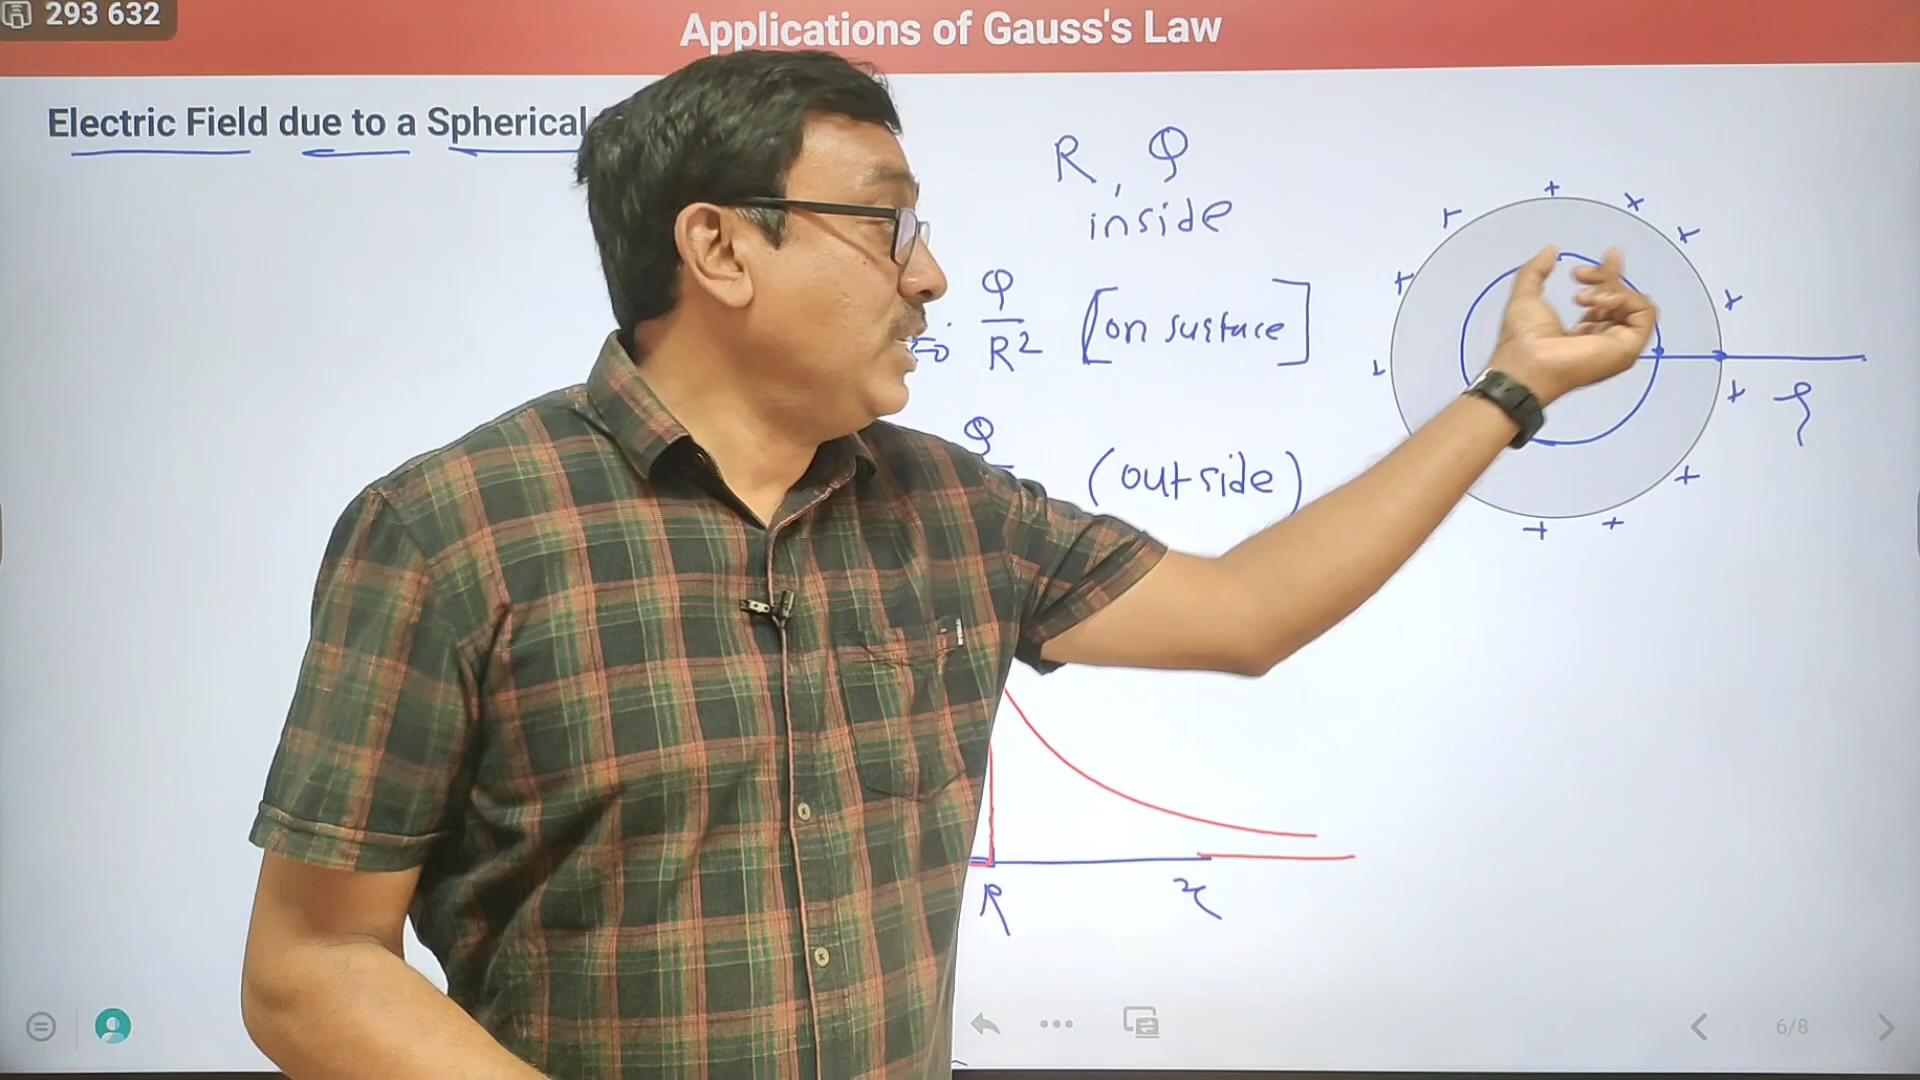 293 632
Applications of Gauss's Law
Electric Field due to a Spherical
R, Q
inside
Q
R² [on surface]
Q
(outside)
R
x
6/8